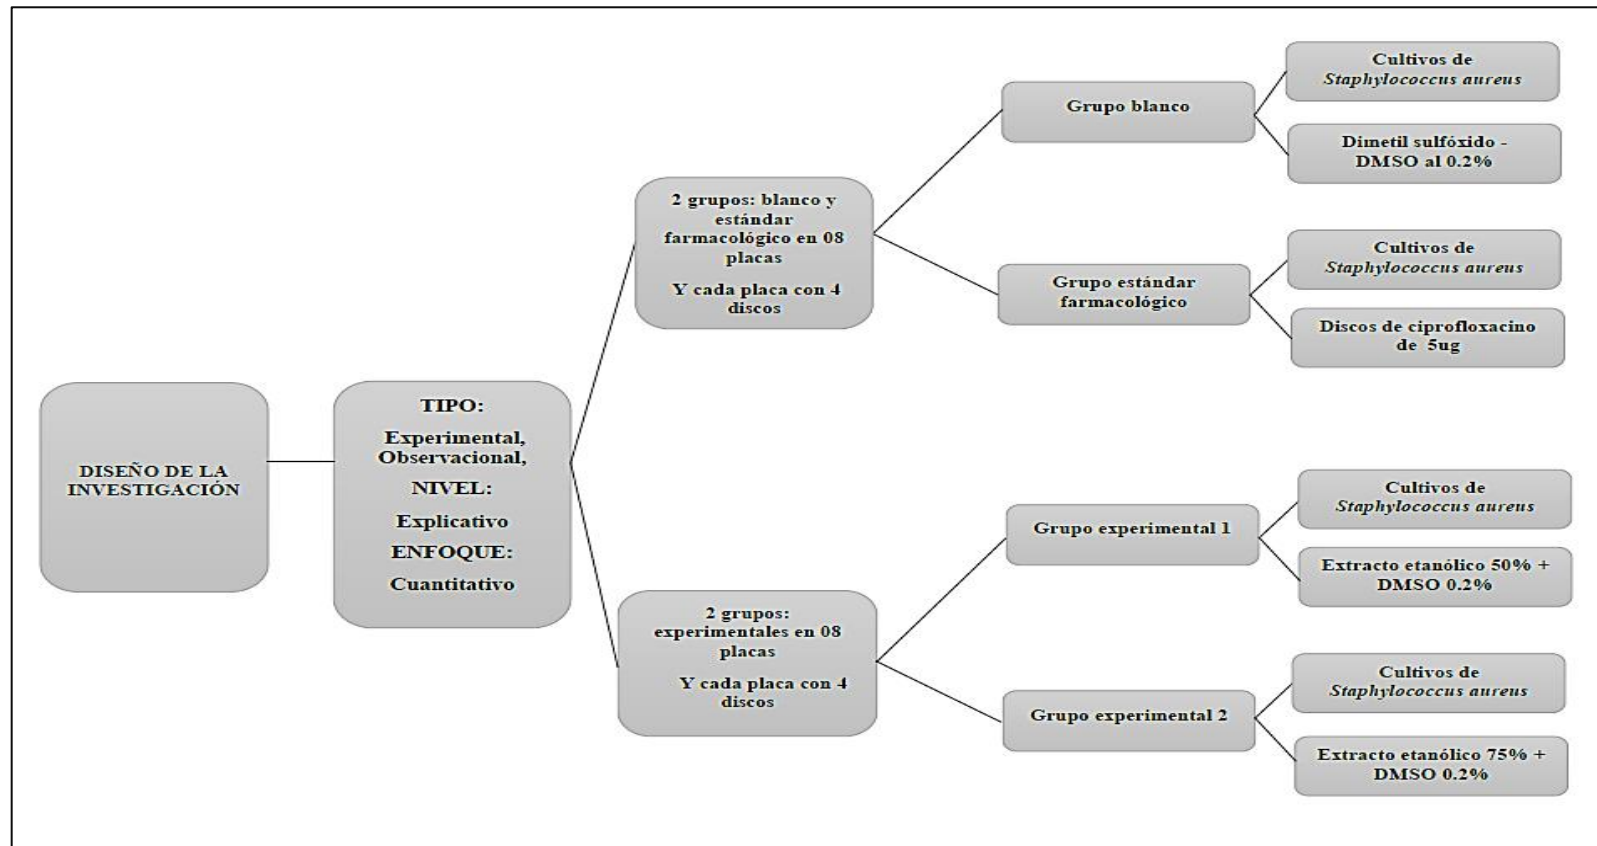 DISEÑO DE LA
INVESTIGACIÓN
TIPO:
Experimental,
Observacional,
NIVEL:
Explicativo
ENFOQUE:
Cuantitativo
2 grupos: blanco y
estándar
farmacológico en 08
placas
Y cada placa con 4
discos
Grupo blanco
Cultivos de
Staphylococcus aureus
Dimetil sulfóxido -
DMSO al 0.2%
Grupo estándar
farmacológico
Cultivos de
Staphylococcus aureus
Discos de ciprofloxacino
de 5ug
2 grupos:
experimentales en 08
placas
Y cada placa con 4
discos
Grupo experimental 1
Cultivos de
Staphylococcus aureus
Extracto etanólico 50% +
DMSO 0.2%
Grupo experimental 2
Cultivos de
Staphylococcus aureus
Extracto etanólico 75% +
DMSO 0.2%